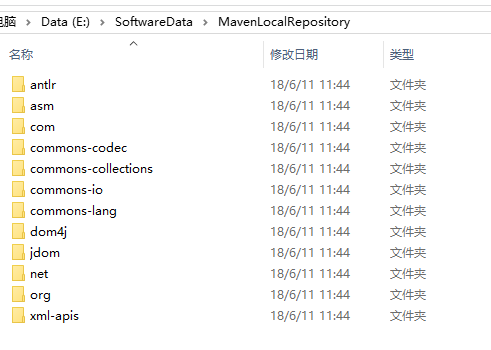 电脑 > Data (E:) > SoftwareData > MavenLocalRepository
名称 修改日期 类型
antlr 18/6/11 11:44 文件夹
asm 18/6/11 11:44 文件夹
com 18/6/11 11:44 文件夹
commons-codec 18/6/11 11:44 文件夹
commons-collections 18/6/11 11:44 文件夹
commons-io 18/6/11 11:44 文件夹
commons-lang 18/6/11 11:44 文件夹
dom4j 18/6/11 11:44 文件夹
jdom 18/6/11 11:44 文件夹
net 18/6/11 11:44 文件夹
org 18/6/11 11:44 文件夹
xml-apis 18/6/11 11:44 文件夹